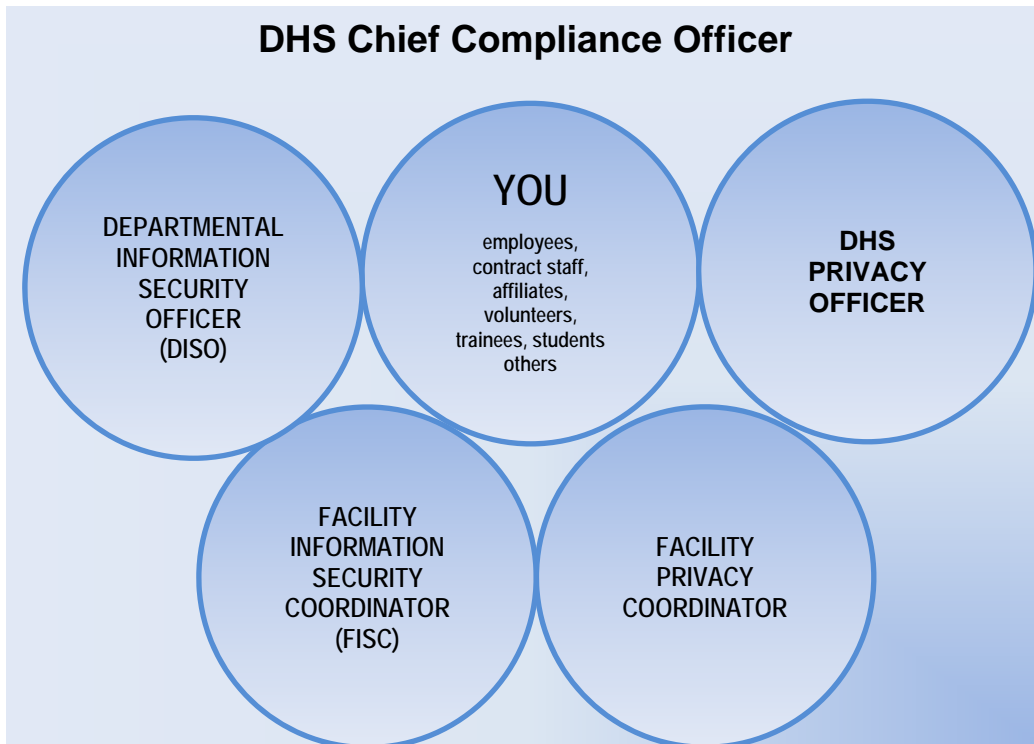 DHS Chief Compliance Officer
DEPARTMENTAL
INFORMATION
SECURITY
OFFICER
(DISO)
YOU
employees,
contract staff,
affiliates,
volunteers,
trainees, students
others
DHS
PRIVACY
OFFICER
FACILITY
INFORMATION
SECURITY
COORDINATOR
(FISC)
FACILITY
PRIVACY
COORDINATOR